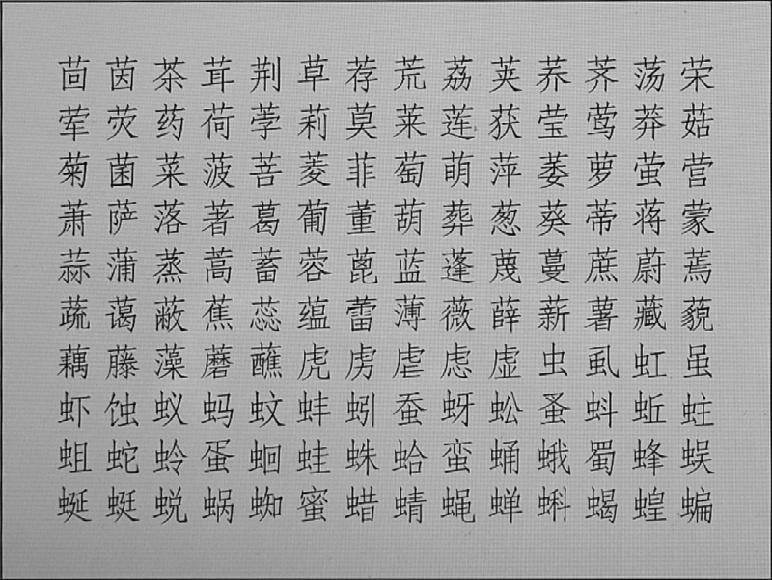 茴茵茶茸荆草荐荒荔荚荞荠荡荣
荤荧药荷荸莉莫莱莲获莹莺莽菇
菊菌菜菠菩菱菲萄萌萍萎萝萤营
萧萨落著葛葡董葫葬葱葵蒂蒋蒙
蒜蒲蒸蒿蓄蓉蓖蓝蓬蔑蔓蔗蔚蔫
蔬蔼蔽蕉蕊蕴蕾薄薇薛薪薯藏藐
藕藤藻蘑蘸虎虏虐虑虚虫虱虹虽
虾蚀蚁蚂蚊蚌蚓蚕蚜蚣蚤蚪蚯蛀
蛆蛇蛉蛋蛔蛙蛛蛤蛮蛹蛾蜀蜂蜈
蜒蜓蜕蜗蜘蜜蜡蜻蝇蝉蝌蝎蝗蝙